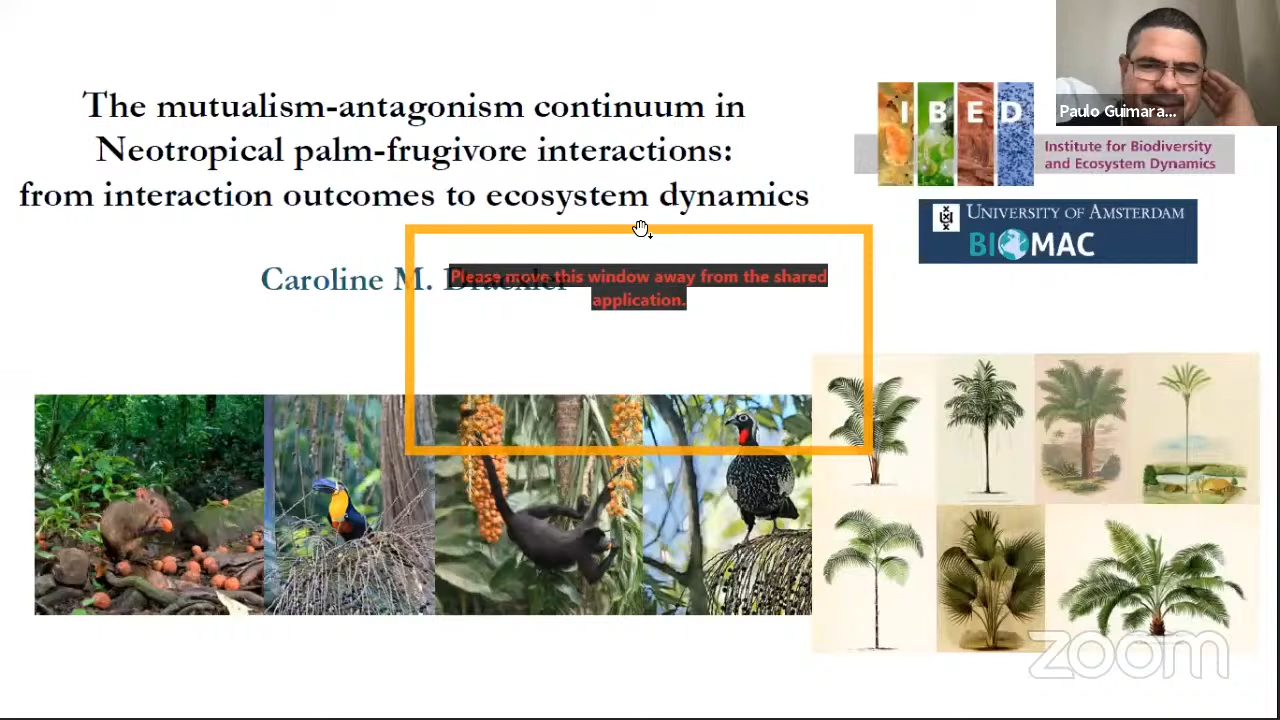 The mutualism-antagonism continuum in
Neotropical palm-frugivore interactions:
from interaction outcomes to ecosystem dynamics
Caroline M.
Please move this window away from the shared
application.
IBED
Institute for Biodiversity
and Ecosystem Dynamics
UNIVERSITY OF AMSTERDAM
BIOMAC
Paulo Guimara...
zoom